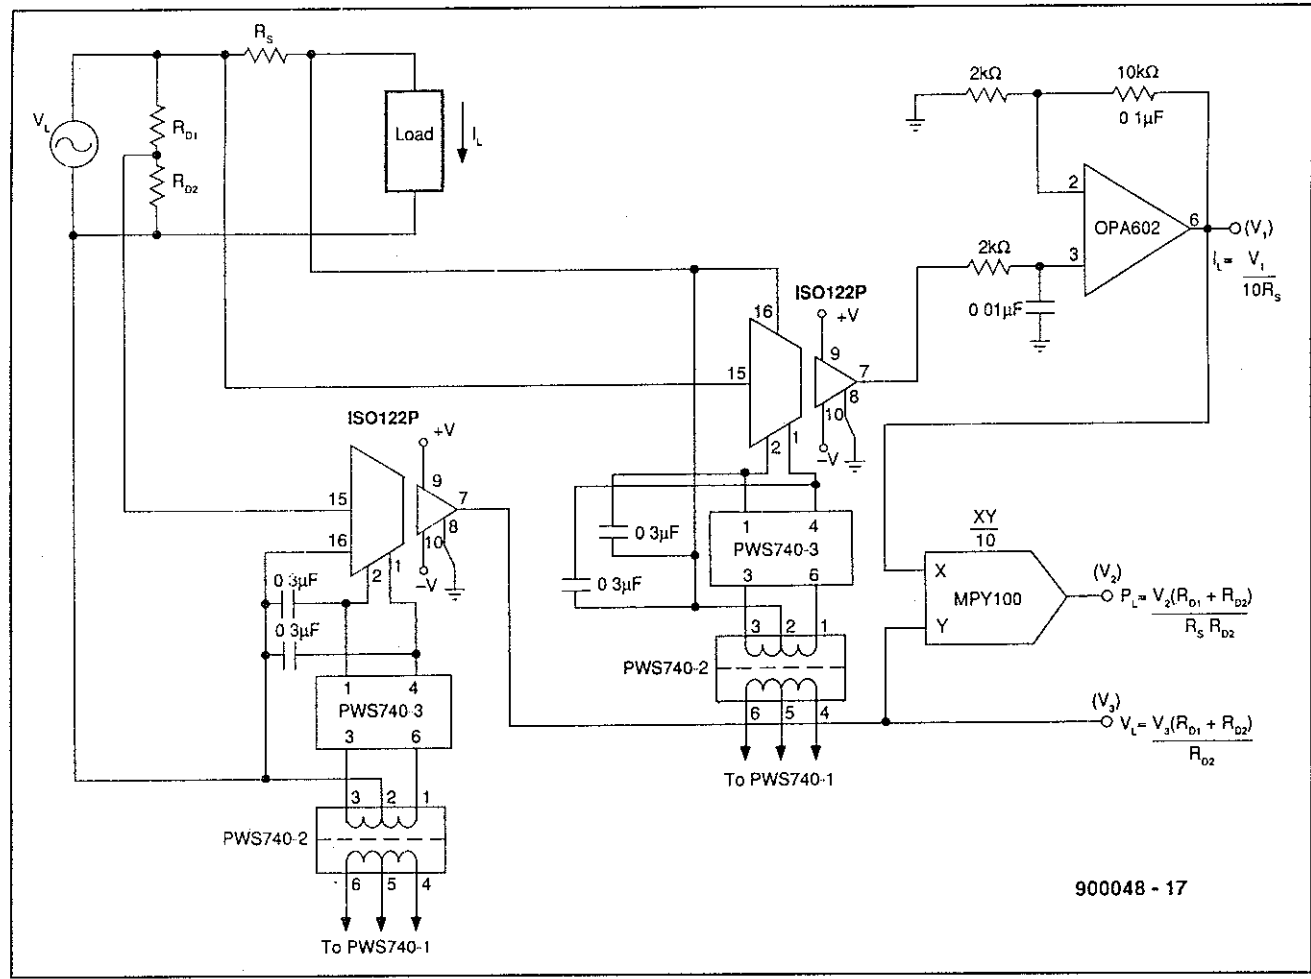 R_S
V_L
R_D1
R_D2
Load
I_L
2kΩ
10kΩ
0 1µF
2
3
OPA602
6
(V_1)
I_L = V_1
10R_S
2kΩ
0 01µF
ISO122P
+V
16
15
9
7
8
10
–V
2
1
ISO122P
+V
15
16
9
7
8
10
–V
2
1
0 3µF
0 3µF
1
4
PWS740-3
3
6
3
2
1
PWS740-2
6
5
4
To PWS740-1
0 3µF
0 3µF
1
4
PWS740-3
3
6
3
2
1
PWS740-2
6
5
4
To PWS740-1
XY
10
X
Y
MPY100
(V_2)
P_L = V_2(R_D1 + R_D2)
R_S R_D2
(V_3)
V_L = V_3(R_D1 + R_D2)
R_D2
900048 - 17